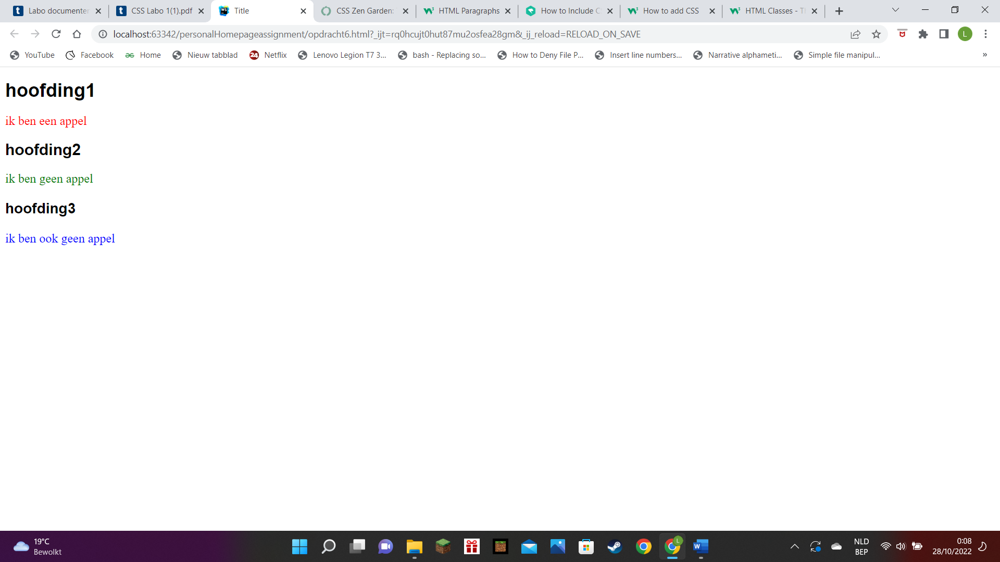 Labo documenter
CSS Labo 1(1).pdf
Title
CSS Zen Garden:
HTML Paragraphs
How to Include C
How to add CSS
HTML Classes - Th
localhost:63342/personalHomepageassignment/opdracht6.html?_ijt=rq0hcujt0hut87mu2osfea28gm&_ij_reload=RELOAD_ON_SAVE
L
YouTube
Facebook
Home
Nieuw tabblad
24
Netflix
Lenovo Legion T7 3...
bash - Replacing so...
How to Deny File P...
Insert line numbers...
Narrative alphameti...
Simple file manipul...
»
hoofding1
ik ben een appel
hoofding2
ik ben geen appel
hoofding3
ik ben ook geen appel
19°C
Bewolkt
L
W
NLD
BEP
0:08
28/10/2022